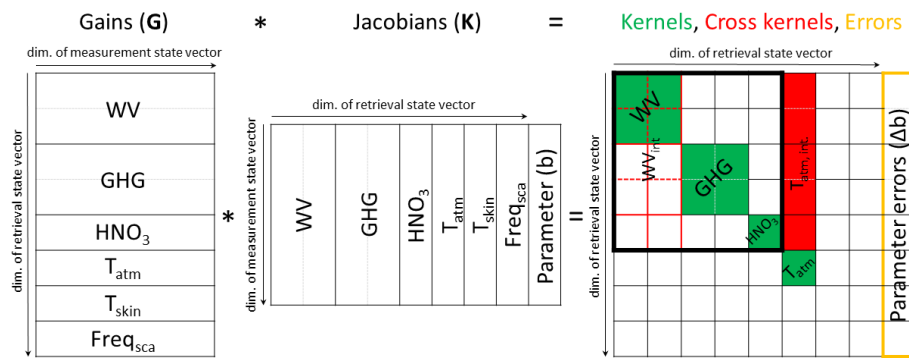 Gains (G) * Jacobians (K) = Kernels, Cross kernels, Errors
dim. of measurement state vector
dim. of retrieval state vector
WV
GHG
HNO3
Tatm
Tskin
Freqsca
*
dim. of retrieval state vector
dim. of measurement state vector
WV
GHG
HNO3
Tatm
Tskin
Freqsca
Parameter (b)
=
dim. of retrieval state vector
dim. of retrieval state vector
WV
WVint
GHG
HNO3
Tatm, int.
Tatm
Parameter errors (Δb)